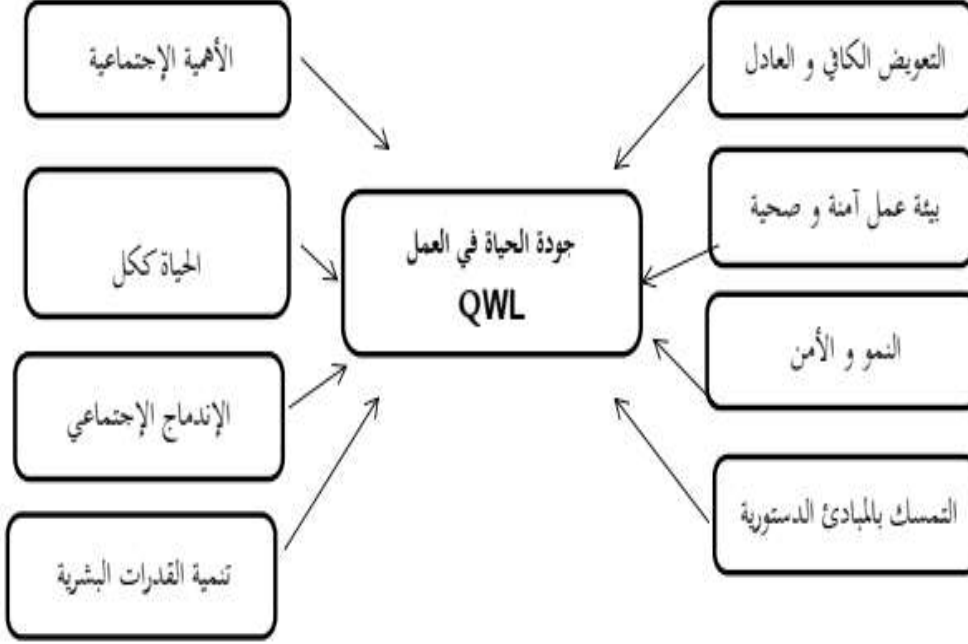 التعويض الكافي و العادل
الأهمية الإجتماعية
بيئة عمل آمنة و صحية
جودة الحياة في العمل
QWL
الحياة ككل
النمو و الأمن
الإندماج الإجتماعي
التمسك بالمبادئ الدستورية
تنمية القدرات البشرية